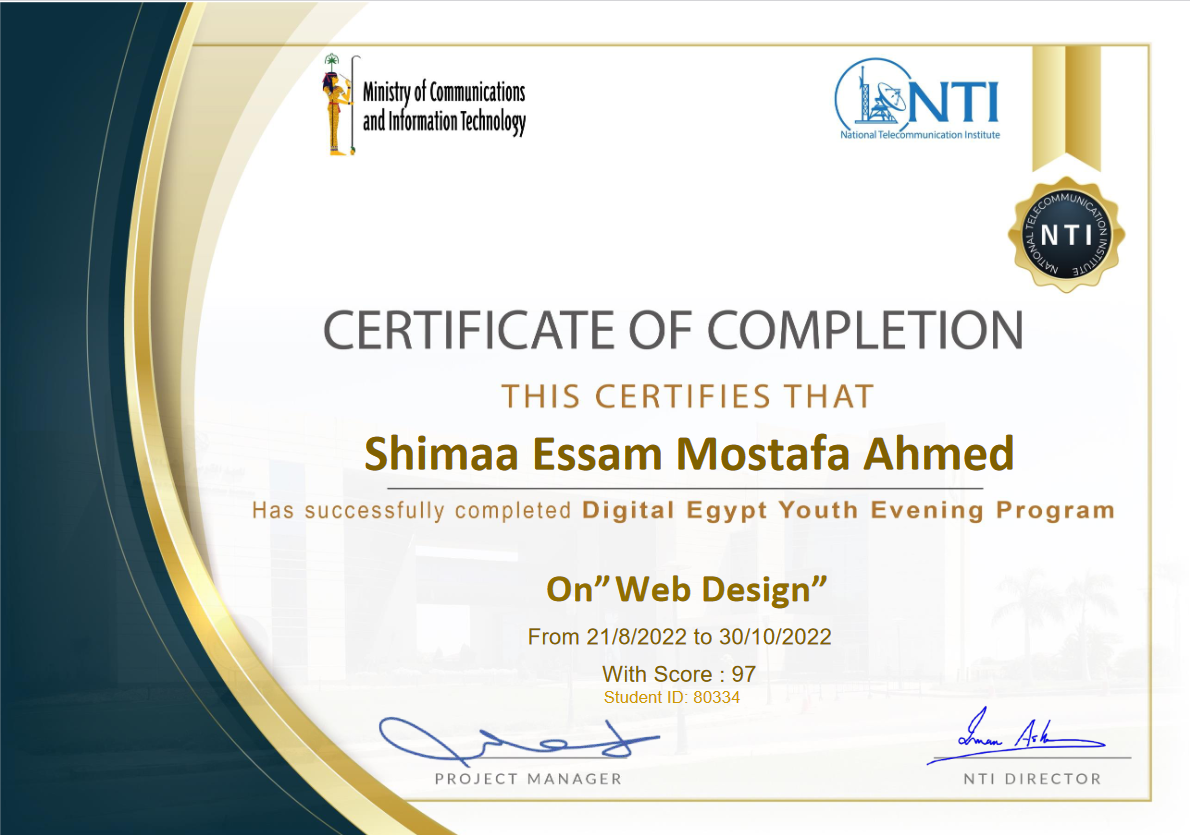 Ministry of Communications
and Information Technology
NTI
National Telecommunication Institute
NATIONAL TELECOMMUNICATION INSTITUTE
NTI
CERTIFICATE OF COMPLETION
THIS CERTIFIES THAT
Shimaa Essam Mostafa Ahmed
Has successfully completed Digital Egypt Youth Evening Program
On” Web Design”
From 21/8/2022 to 30/10/2022
With Score : 97
Student ID: 80334
PROJECT MANAGER
NTI DIRECTOR